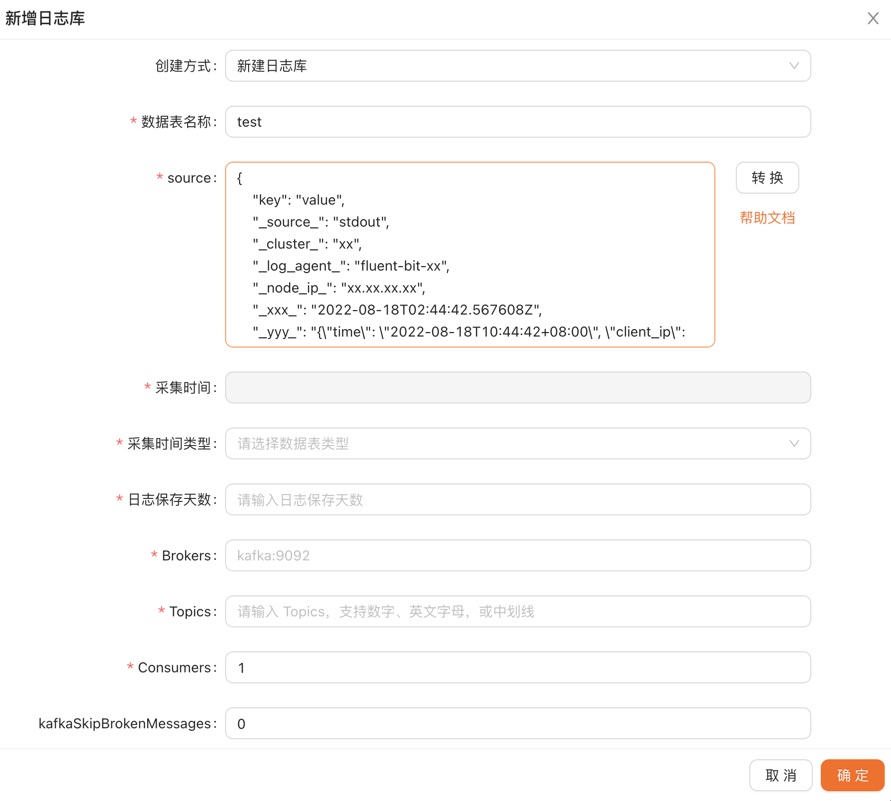 新增日志库
创建方式: 新建日志库
* 数据表名称: test
* source: {
"key": "value",
"_source_": "stdout",
"_cluster_": "xx",
"_log_agent_": "fluent-bit-xx",
"_node_ip_": "xx.xx.xx.xx",
"_xxx_": "2022-08-18T02:44:42.567608Z",
"_yyy_": "{\"time\": \"2022-08-18T10:44:42+08:00\", \"client_ip\":
转 换
帮助文档
* 采集时间:
* 采集时间类型: 请选择数据表类型
* 日志保存天数: 请输入日志保存天数
* Brokers: kafka:9092
* Topics: 请输入 Topics，支持数字、英文字母，或中划线
* Consumers: 1
kafkaSkipBrokenMessages: 0
取 消 确 定